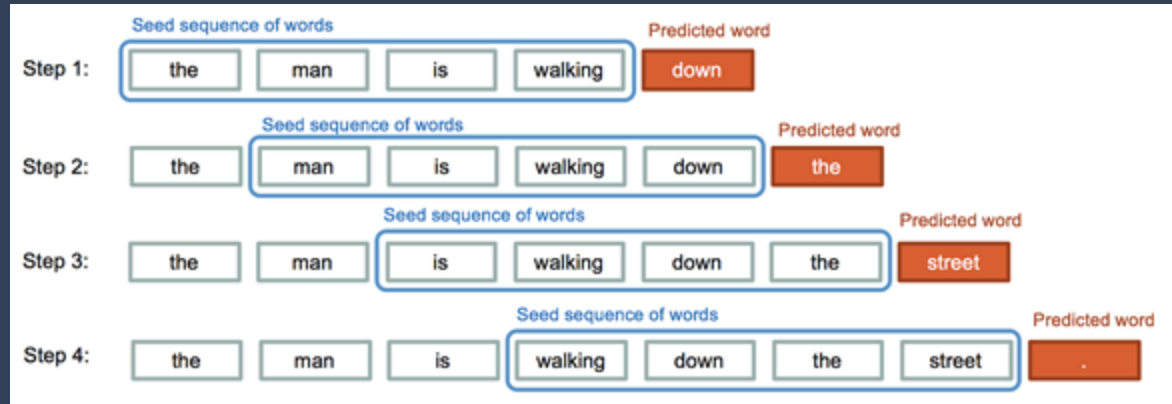 Seed sequence of words
Predicted word
Step 1: the man is walking down
Seed sequence of words
Predicted word
Step 2: the man is walking down the
Seed sequence of words
Predicted word
Step 3: the man is walking down the street
Seed sequence of words
Predicted word
Step 4: the man is walking down the street .